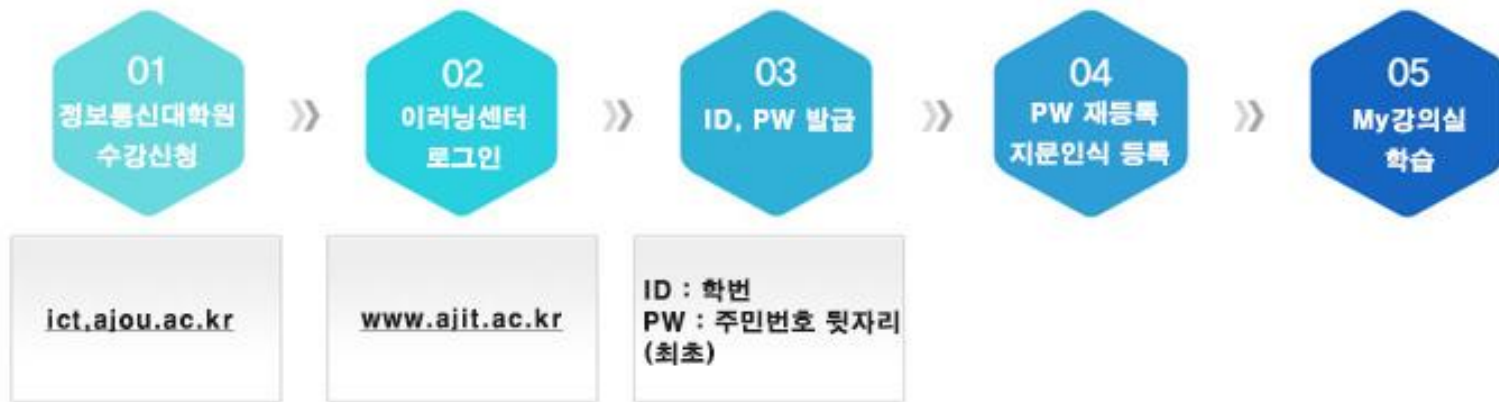 01
정보통신대학원
수강신청
02
이러닝센터
로그인
03
ID, PW 발급
04
PW 재등록
지문인식 등록
05
My강의실
학습
ict,ajou.ac.kr
www.ajit.ac.kr
ID : 학번
PW : 주민번호 뒷자리
(최초)